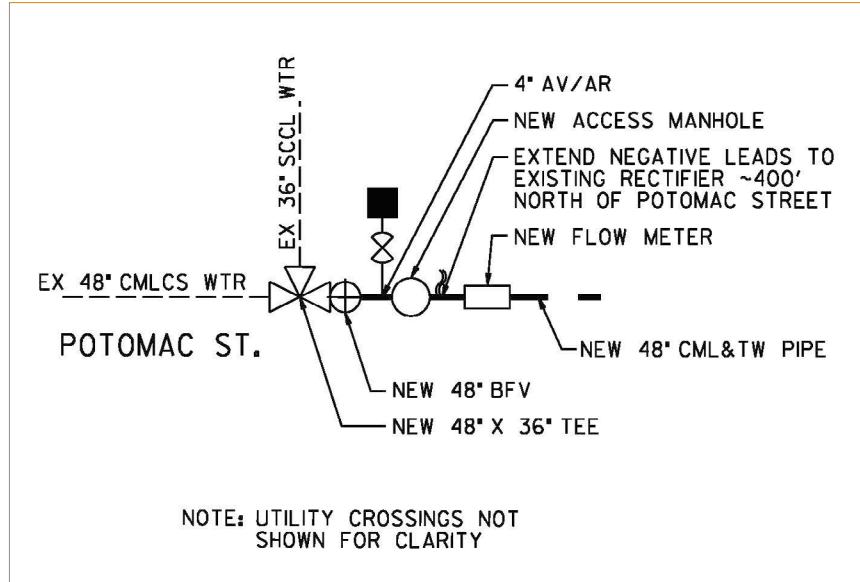 EX 36" SCCL WTR
4" AV/AR
NEW ACCESS MANHOLE
EXTEND NEGATIVE LEADS TO
EXISTING RECTIFIER ~400'
NORTH OF POTOMAC STREET
NEW FLOW METER
EX 48" CMLCS WTR
POTOMAC ST.
NEW 48" CML&TW PIPE
NEW 48" BFV
NEW 48" X 36" TEE
NOTE: UTILITY CROSSINGS NOT
SHOWN FOR CLARITY